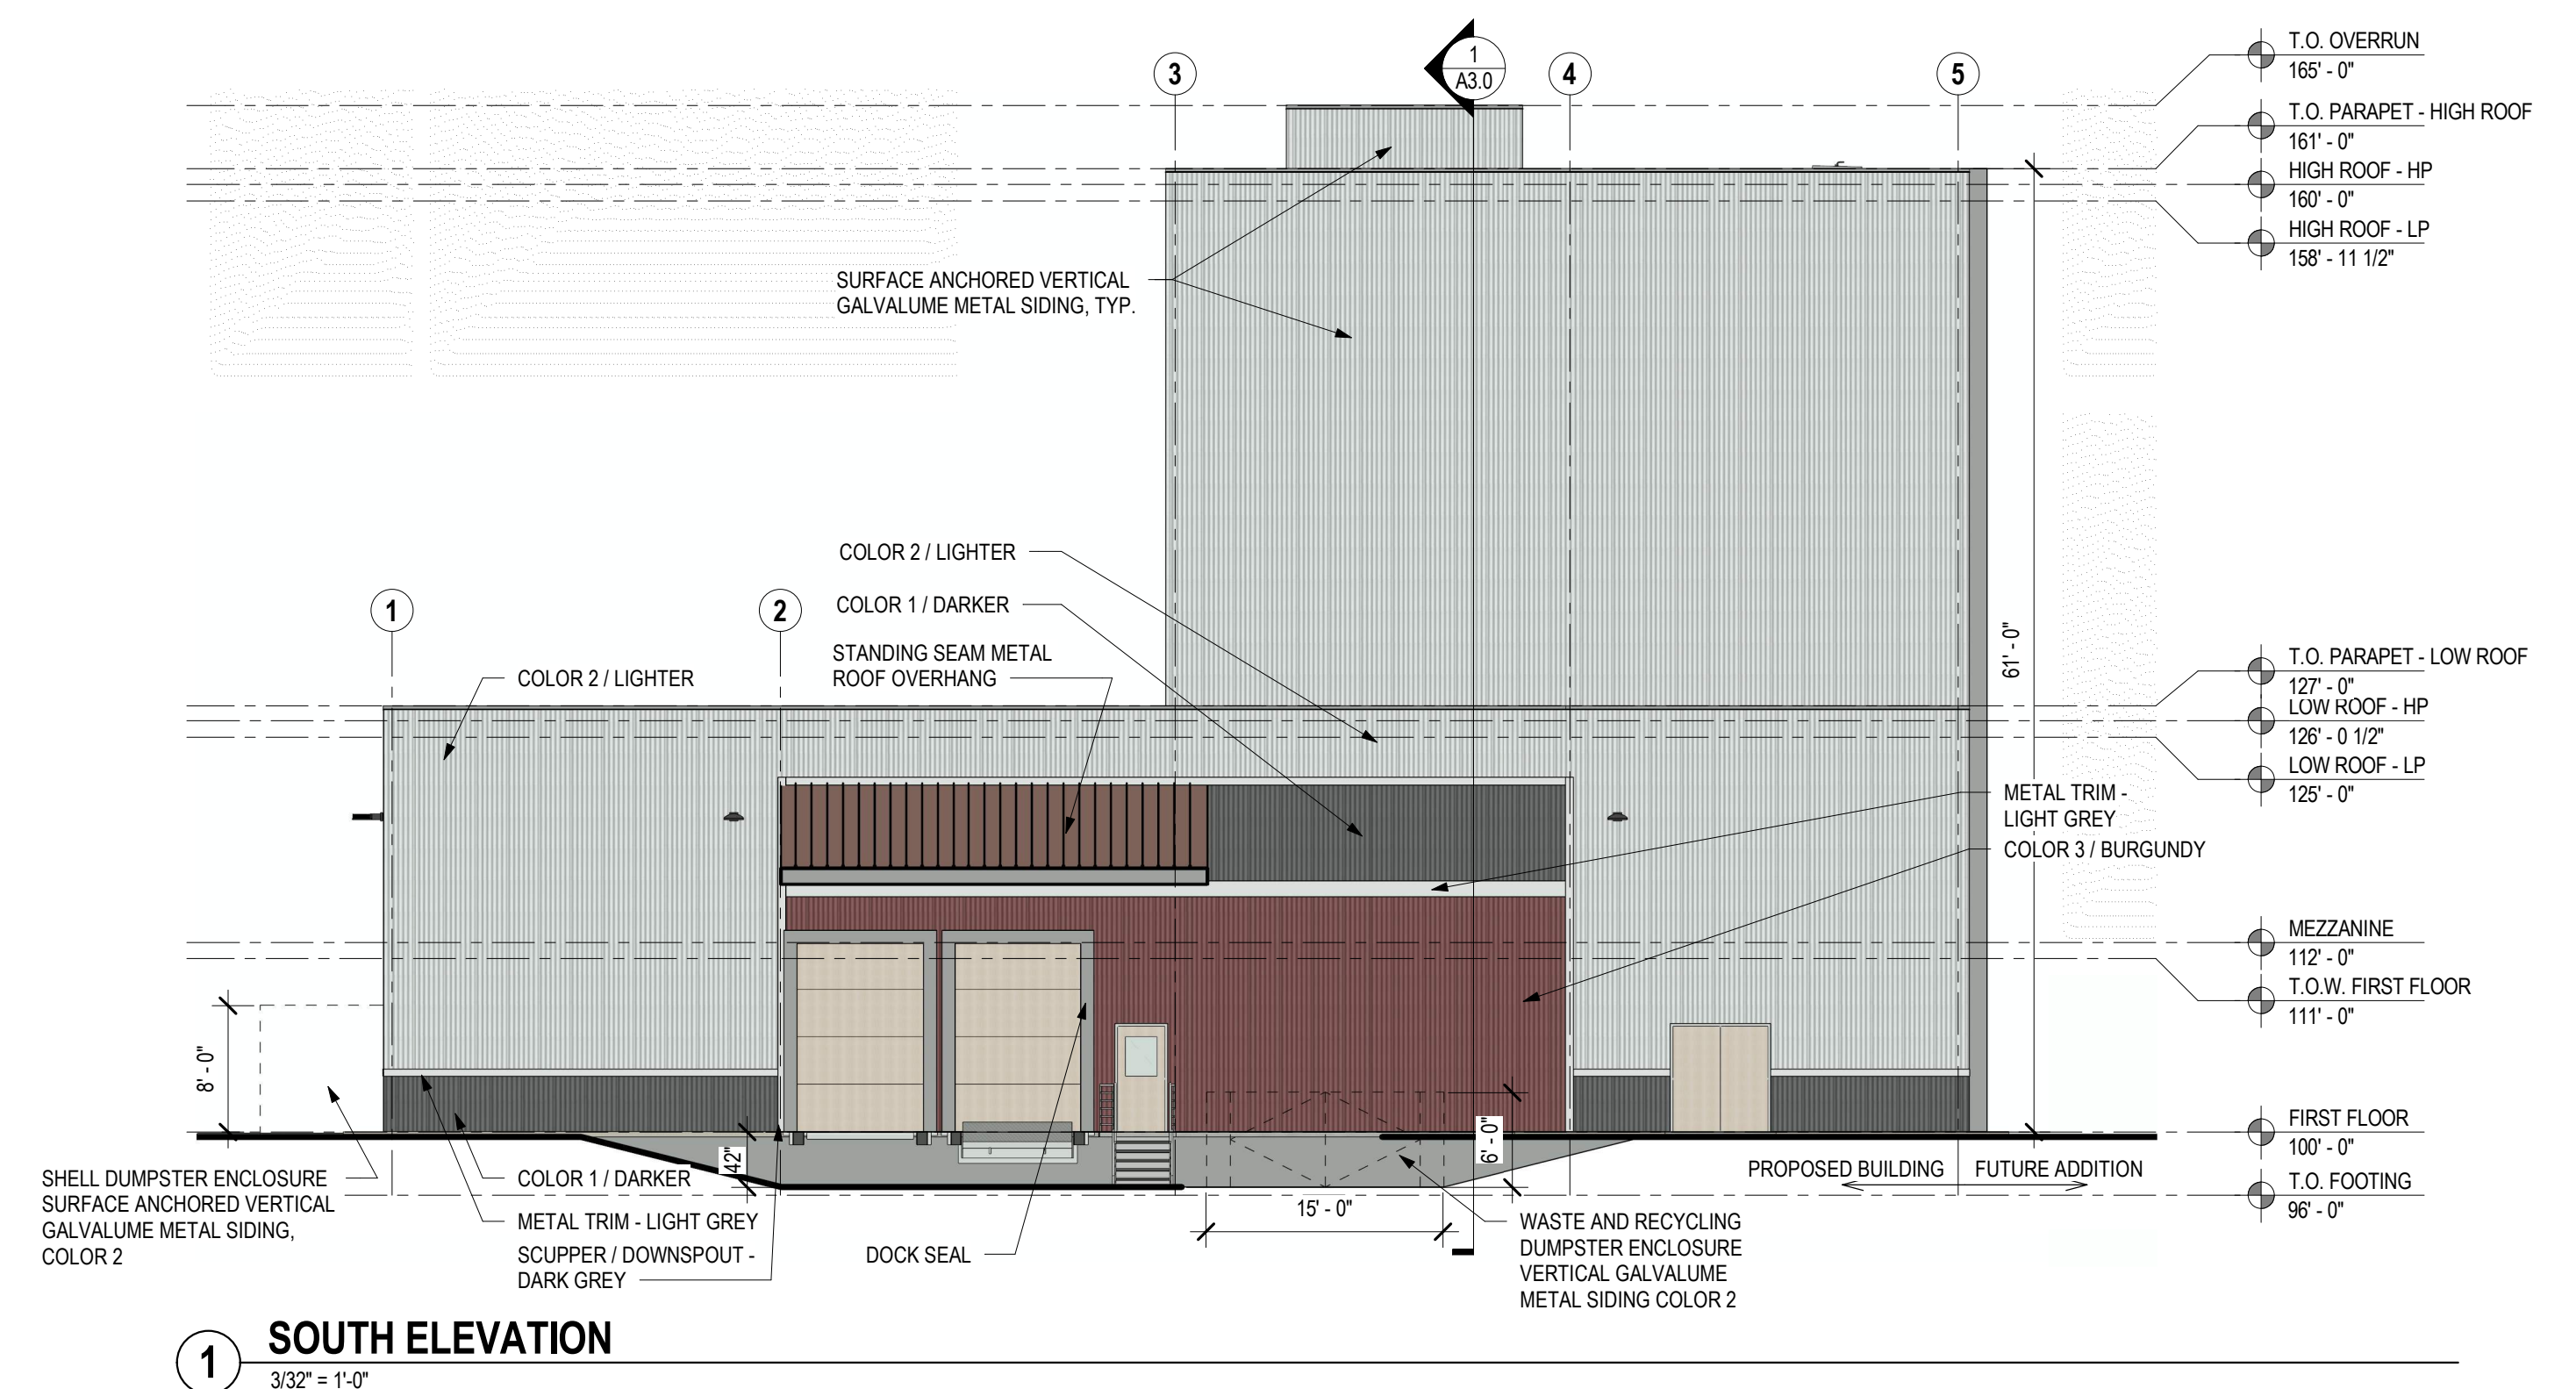 1
A3.0
3
4
5
T.O. OVERRUN
165' - 0"
T.O. PARAPET - HIGH ROOF
161' - 0"
HIGH ROOF - HP
160' - 0"
HIGH ROOF - LP
158' - 11 1/2"
SURFACE ANCHORED VERTICAL
GALVALUME METAL SIDING, TYP.
COLOR 2 / LIGHTER
COLOR 1 / DARKER
STANDING SEAM METAL
ROOF OVERHANG
1
2
COLOR 2 / LIGHTER
61' - 0"
T.O. PARAPET - LOW ROOF
127' - 0"
LOW ROOF - HP
126' - 0 1/2"
LOW ROOF - LP
125' - 0"
METAL TRIM -
LIGHT GREY
COLOR 3 / BURGUNDY
MEZZANINE
112' - 0"
T.O.W. FIRST FLOOR
111' - 0"
8' - 0"
42"
6' - 0"
FIRST FLOOR
100' - 0"
T.O. FOOTING
96' - 0"
PROPOSED BUILDING
FUTURE ADDITION
SHELL DUMPSTER ENCLOSURE
SURFACE ANCHORED VERTICAL
GALVALUME METAL SIDING,
COLOR 2
COLOR 1 / DARKER
METAL TRIM - LIGHT GREY
SCUPPER / DOWNSPOUT -
DARK GREY
DOCK SEAL
15' - 0"
WASTE AND RECYCLING
DUMPSTER ENCLOSURE
VERTICAL GALVALUME
METAL SIDING COLOR 2
1
SOUTH ELEVATION
3/32" = 1'-0"